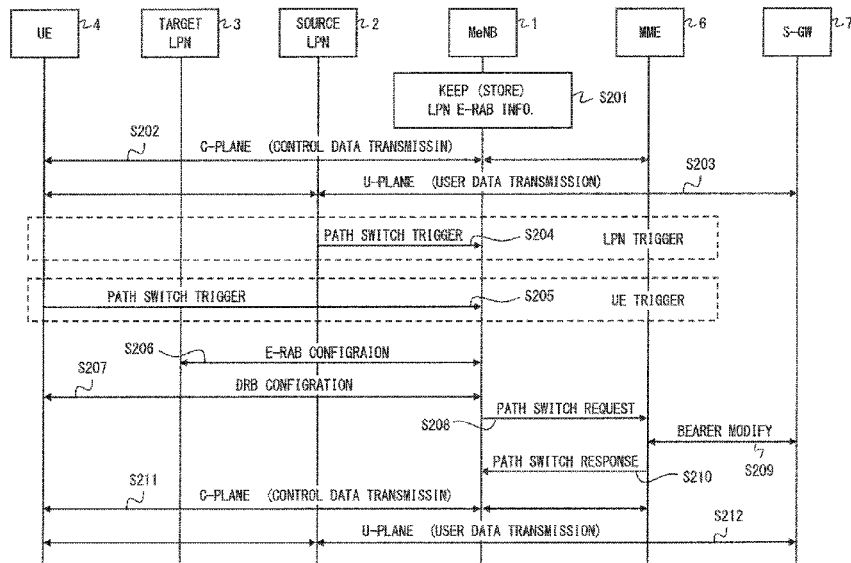 UE
4
TARGET
LPN
3
SOURCE
LPN
2
MeNB
1
MME
6
S-GW
7
KEEP (STORE)
LPN E-RAB INFO.
S201
S202
C-PLANE (CONTROL DATA TRANSMISSIN)
U-PLANE (USER DATA TRANSMISSION)
S203
PATH SWITCH TRIGGER
S204
LPN TRIGGER
PATH SWITCH TRIGGER
S205
UE TRIGGER
S206
E-RAB CONFIGRAION
S207
DRB CONFIGRATION
PATH SWITCH REQUEST
S208
BEARER MODIFY
S209
PATH SWITCH RESPONSE
S210
S211
C-PLANE (CONTROL DATA TRANSMISSIN)
S212
U-PLANE (USER DATA TRANSMISSION)